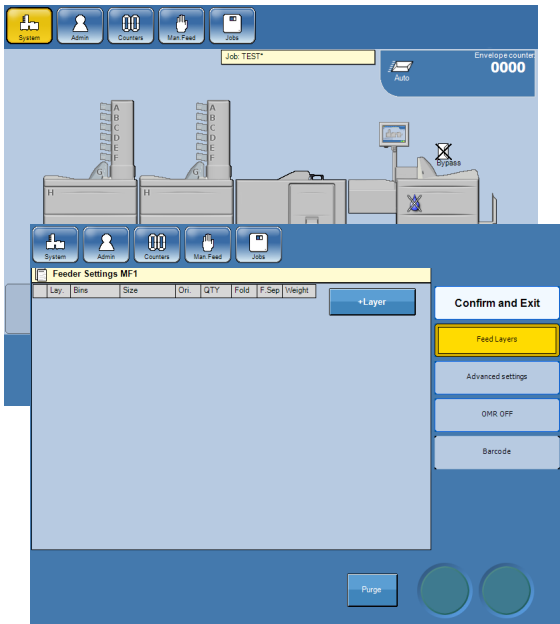 System Admin Counters Man.Feed Jobs
Job: TEST*
Envelope counter
0000
Auto
A A
B B
C C
D D
E E
F F
G G
H H
Bypass
System Admin Counters Man.Feed Jobs
Feeder Settings MF1
Lay. Bins Size Ori. QTY Fold F.Sep Weight
+Layer
Confirm and Exit
Feed Layers
Advanced settings
OMR OFF
Barcode
Purge